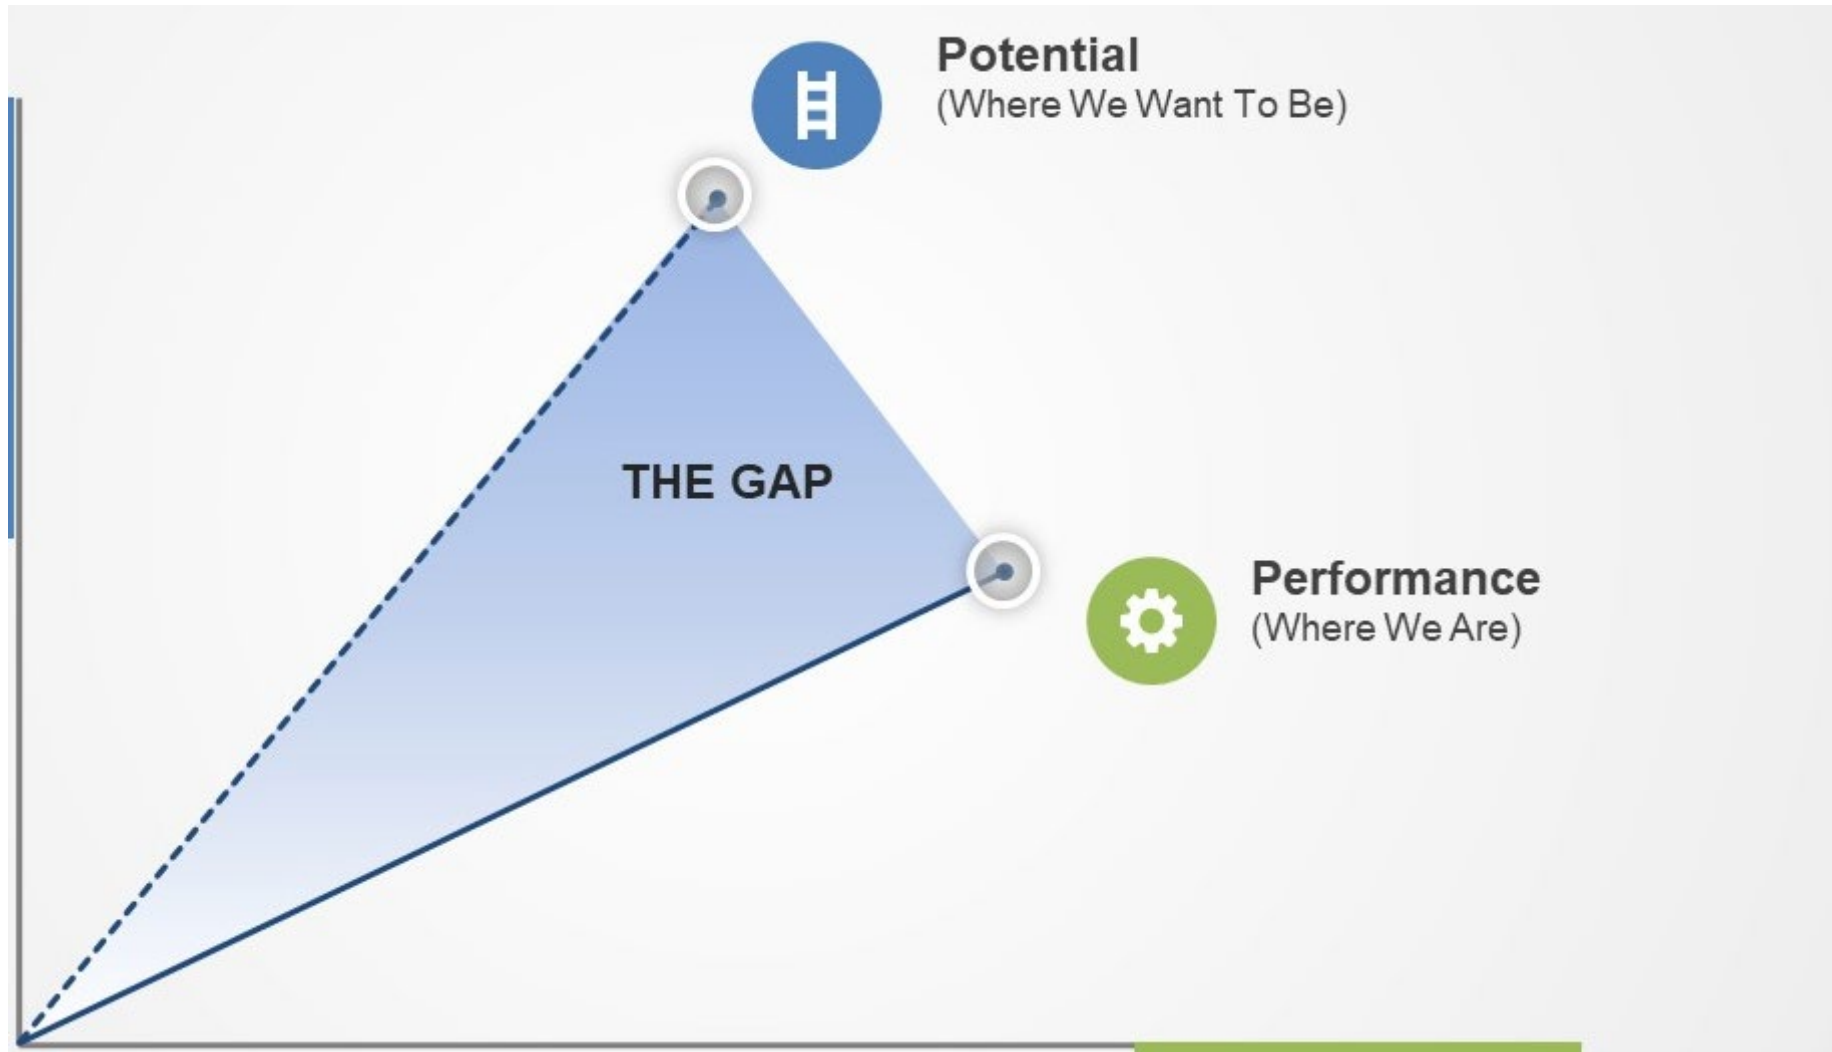 Potential
(Where We Want To Be)
THE GAP
Performance
(Where We Are)